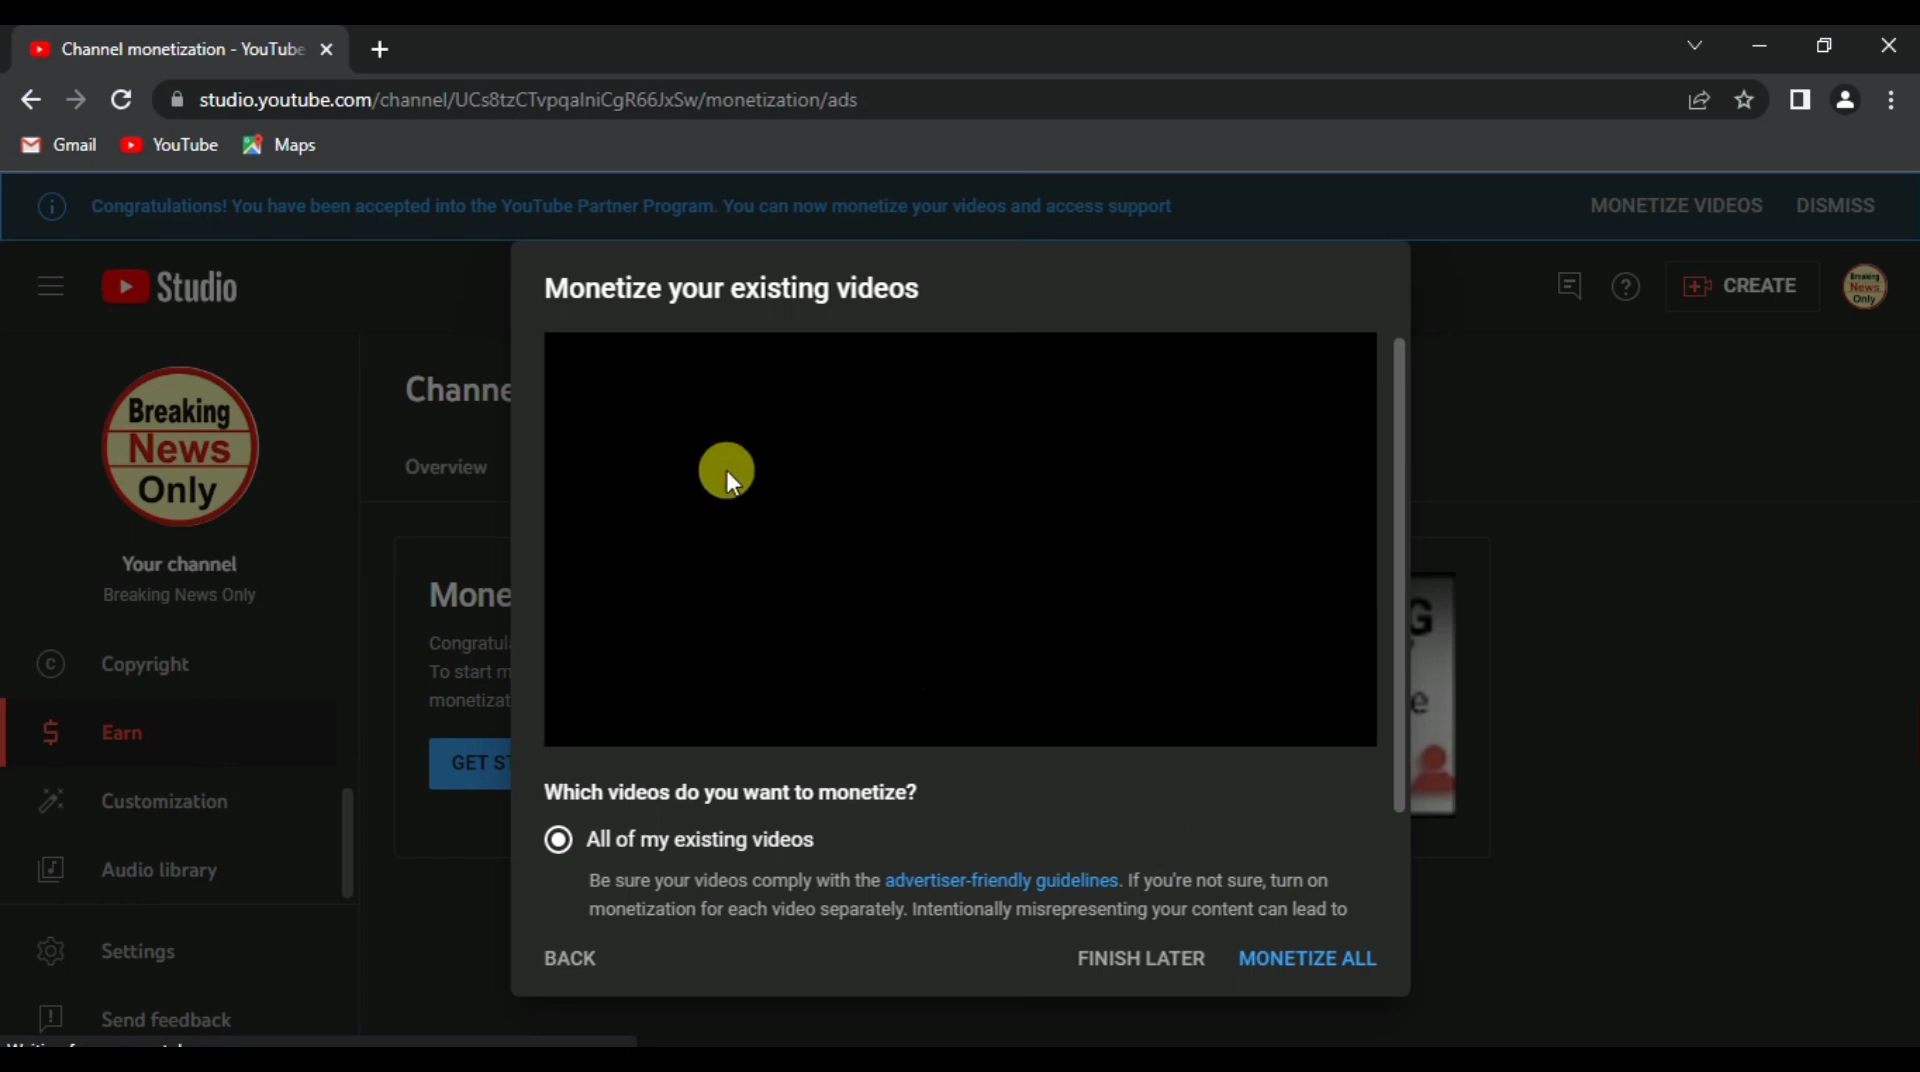 Channel monetization - YouTube
studio.youtube.com/channel/UCs8tzCTvpqalniCgR66JxSw/monetization/ads
Gmail YouTube Maps
Congratulations! You have been accepted into the YouTube Partner Program. You can now monetize your videos and access support
MONETIZE VIDEOS DISMISS
Studio
CREATE
Breaking
News
Only
Breaking
News
Only
Your channel
Breaking News Only
Copyright
Earn
Customization
Audio library
Settings
Send feedback
Channe
Overview
Mone
Congratul
To start m
monetizat
GET ST
Monetize your existing videos
Which videos do you want to monetize?
All of my existing videos
Be sure your videos comply with the advertiser-friendly guidelines. If you're not sure, turn on
monetization for each video separately. Intentionally misrepresenting your content can lead to
BACK
FINISH LATER MONETIZE ALL
G
e